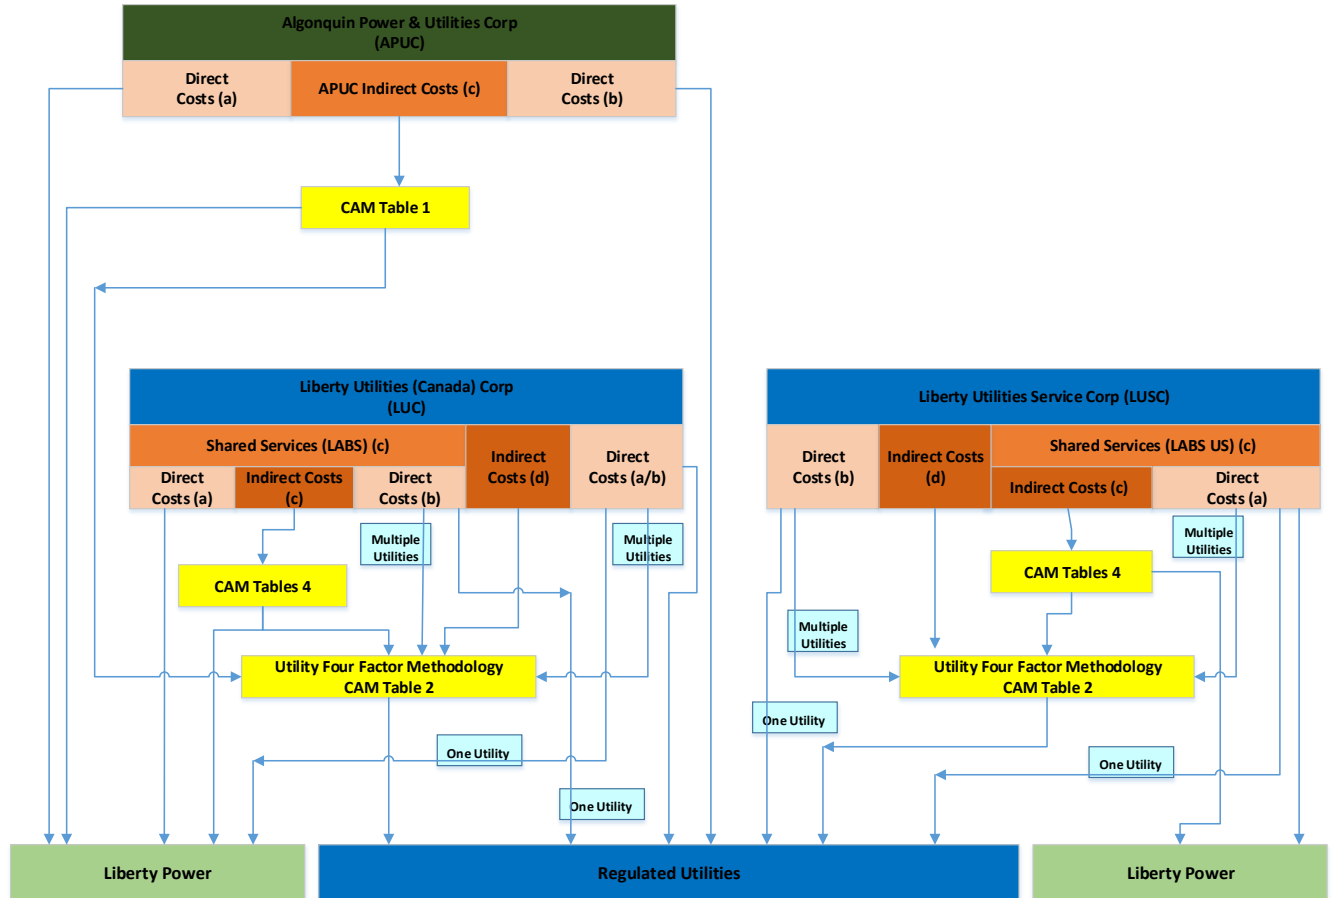 Algonquin Power & Utilities Corp
(APUC)
Direct
Costs (a)
APUC Indirect Costs (c)
Direct
Costs (b)
CAM Table 1
Liberty Utilities (Canada) Corp
(LUC)
Shared Services (LABS) (c)
Direct
Costs (a)
Indirect Costs
(c)
Direct
Costs (b)
Indirect
Costs (d)
Direct
Costs (a/b)
Multiple
Utilities
Multiple
Utilities
CAM Tables 4
Utility Four Factor Methodology
CAM Table 2
One Utility
One Utility
Liberty Utilities Service Corp (LUSC)
Direct
Costs (b)
Indirect Costs
(d)
Shared Services (LABS US) (c)
Indirect Costs (c)
Direct
Costs (a)
Multiple
Utilities
CAM Tables 4
Multiple
Utilities
Utility Four Factor Methodology
CAM Table 2
One Utility
One Utility
Liberty Power
Regulated Utilities
Liberty Power